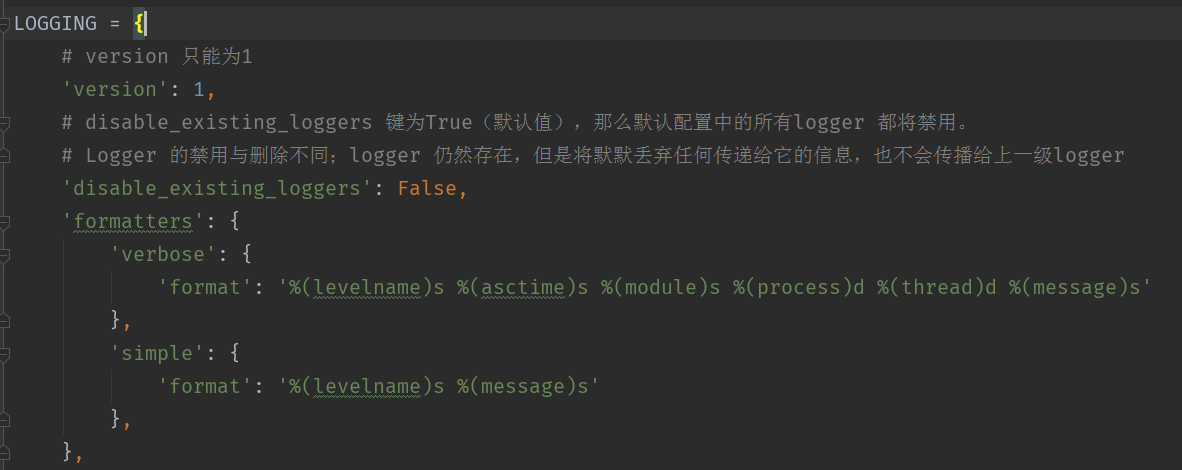 LOGGING = {
    # version 只能为1
    'version': 1,
    # disable_existing_loggers 键为True（默认值），那么默认配置中的所有logger 都将禁用。
    # Logger 的禁用与删除不同；logger 仍然存在，但是将默默丢弃任何传递给它的信息，也不会传播给上一级logger
    'disable_existing_loggers': False,
    'formatters': {
        'verbose': {
            'format': '%(levelname)s %(asctime)s %(module)s %(process)d %(thread)d %(message)s'
        },
        'simple': {
            'format': '%(levelname)s %(message)s'
        },
    },